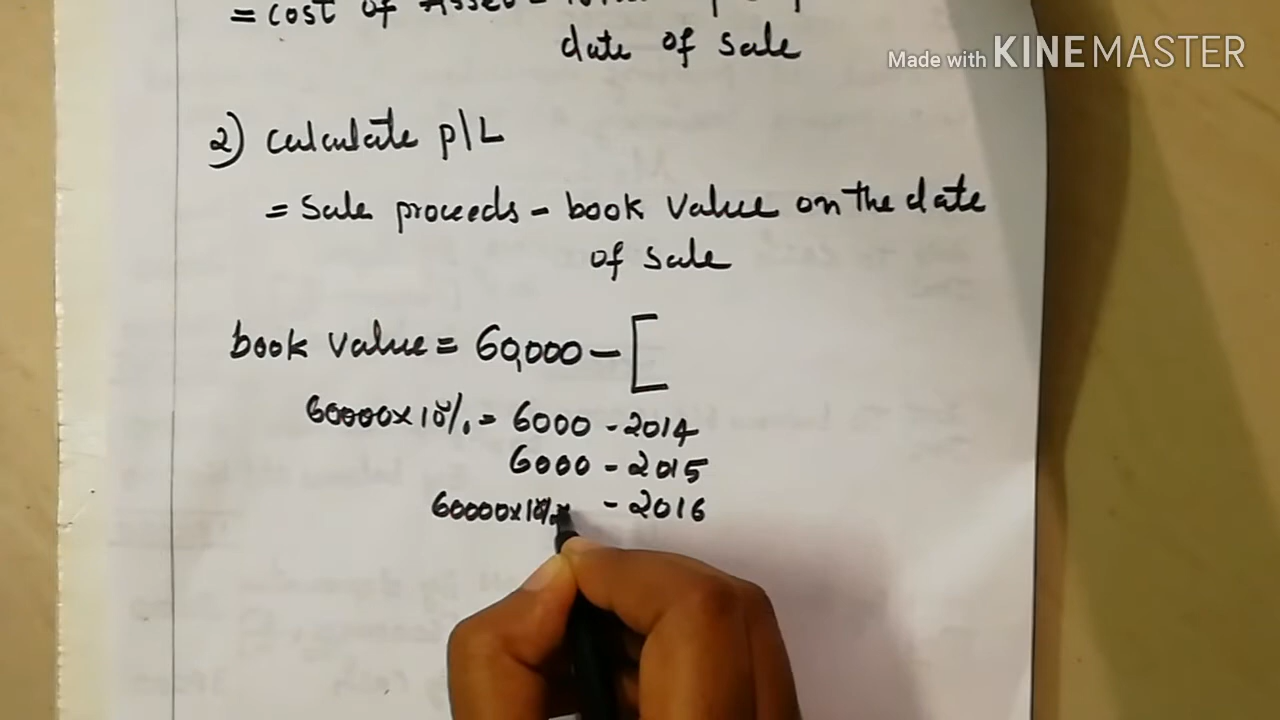 = cost of Asset -
date of sale
Made with KINEMASTER
2) calculate P/L
= Sale proceeds - book value on the date
of sale
book value = 60,000 - [
60000x10%. = 6000 - 2014
6000 - 2015
60000x10% - 2016